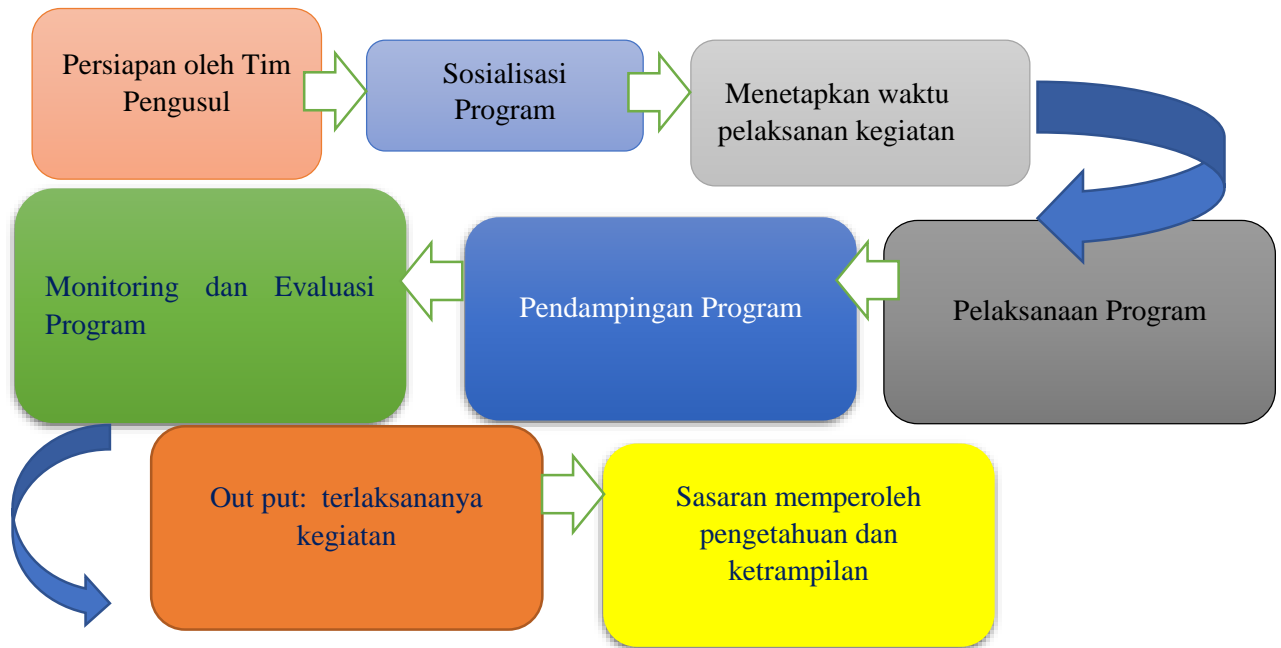 Persiapan oleh Tim
Pengusul
Sosialisasi
Program
Menetapkan waktu
pelaksanan kegiatan
Pelaksanaan Program
Pendampingan Program
Monitoring dan Evaluasi
Program
Out put: terlaksananya
kegiatan
Sasaran memperoleh
pengetahuan dan
ketrampilan